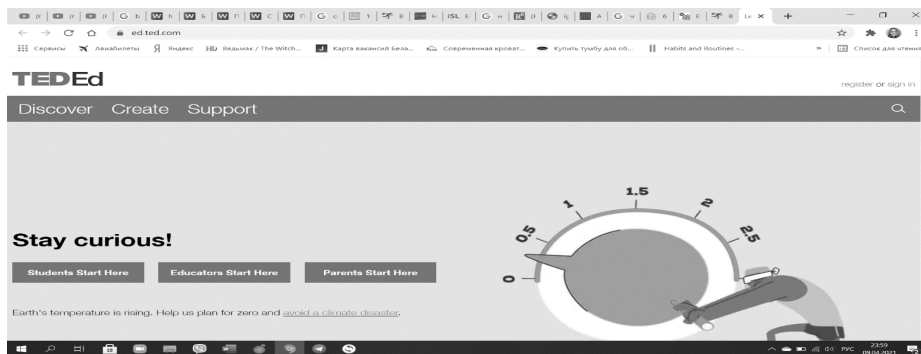 ed.ted.com
Сервисы Авиабилеты Яндекс Ведьмак / The Witch... Карта вакансий Бела... Современная кроват... Купить тумбу для об... Habits and Routines –... » Список для чтения
TEDEd
register or sign in
Discover Create Support
0 0.5 1 1.5 2 2.5
Stay curious!
Students Start Here Educators Start Here Parents Start Here
Earth's temperature is rising. Help us plan for zero and avoid a climate disaster.
РУС 23:59
09.04.2021